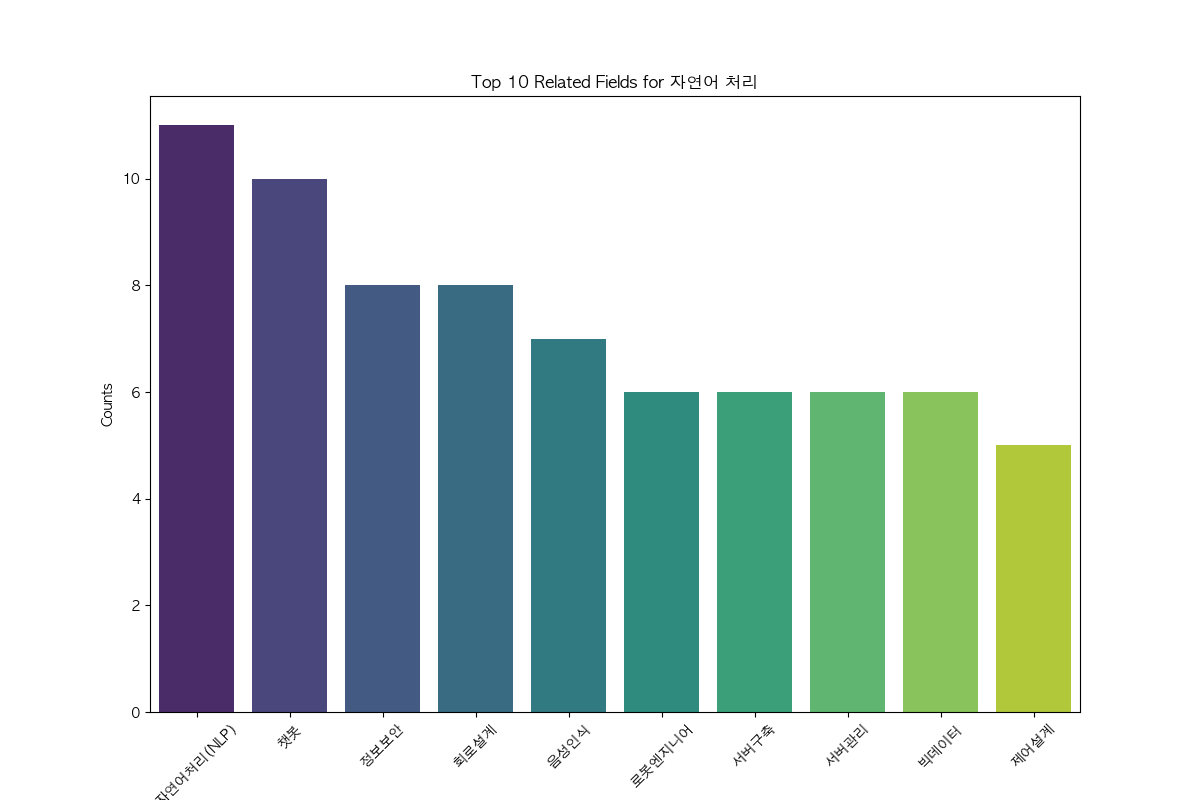 Top 10 Related Fields for 자연어 처리
Counts
10
8
6
4
2
0
자연어처리(NLP)
챗봇
정보보안
회로설계
음성인식
로봇엔지니어
서버구축
서버관리
빅데이터
제어설계